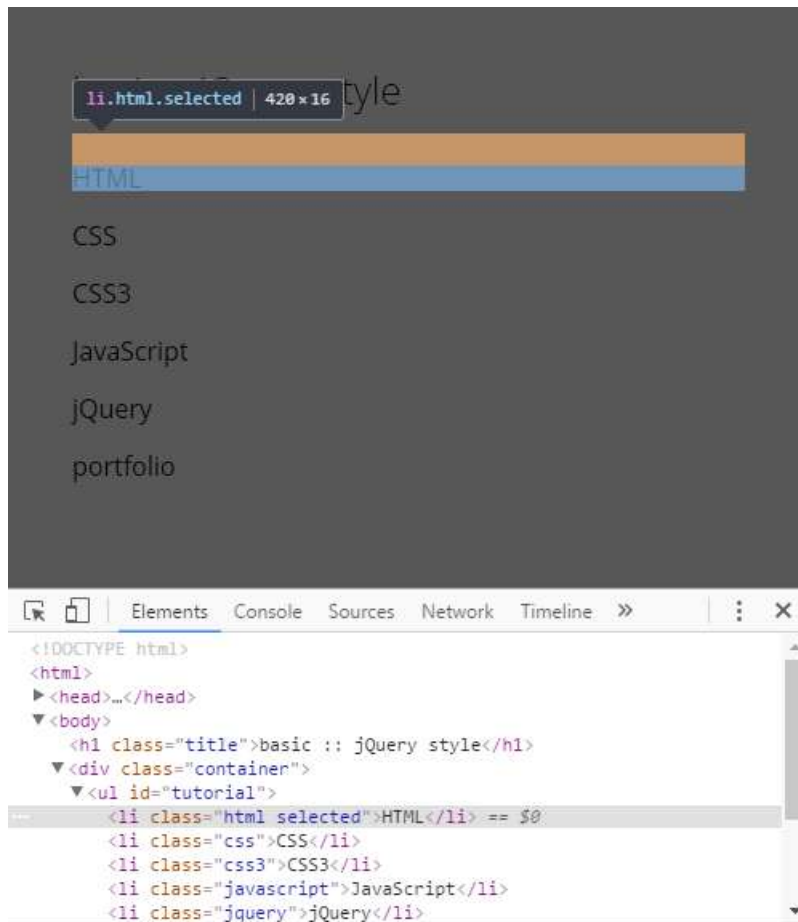 tyle
li.html.selected | 420×16
HTML
CSS
CSS3
JavaScript
jQuery
portfolio
Elements Console Sources Network Timeline »
<!DOCTYPE html>
<html>
▶<head>…</head>
▼<body>
<h1 class="title">basic :: jQuery style</h1>
▼<div class="container">
▼<ul id="tutorial">
<li class="html selected">HTML</li> == $0
<li class="css">CSS</li>
<li class="css3">CSS3</li>
<li class="javascript">JavaScript</li>
<li class="jquery">jQuery</li>